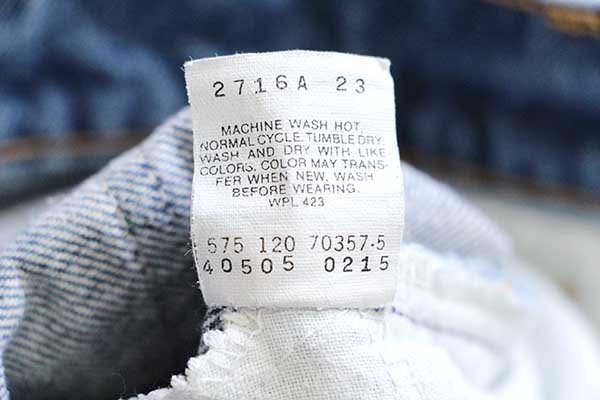 2716A 23
MACHINE WASH HOT,
NORMAL CYCLE. TUMBLE DRY.
WASH AND DRY WITH LIKE
COLORS. COLOR MAY TRANS-
FER WHEN NEW, WASH
BEFORE WEARING.
WPL 423
575 120 70357-5
40505 0215